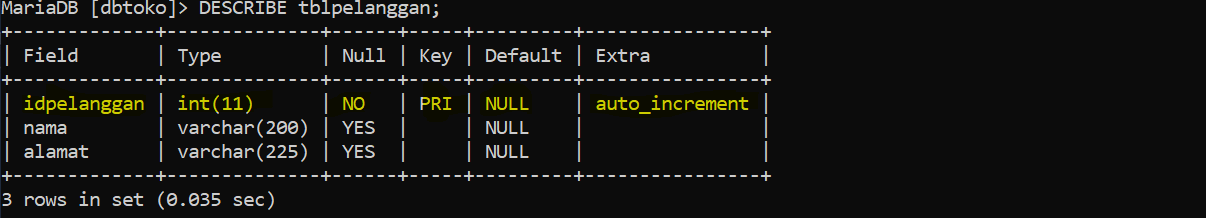 MariaDB [dbtoko]> DESCRIBE tblpelanggan;
+-------------+--------------+------+-----+---------+----------------+
| Field       | Type         | Null | Key | Default | Extra          |
+-------------+--------------+------+-----+---------+----------------+
| idpelanggan | int(11)      | NO   | PRI | NULL    | auto_increment |
| nama        | varchar(200) | YES  |     | NULL    |                |
| alamat      | varchar(225) | YES  |     | NULL    |                |
+-------------+--------------+------+-----+---------+----------------+
3 rows in set (0.035 sec)